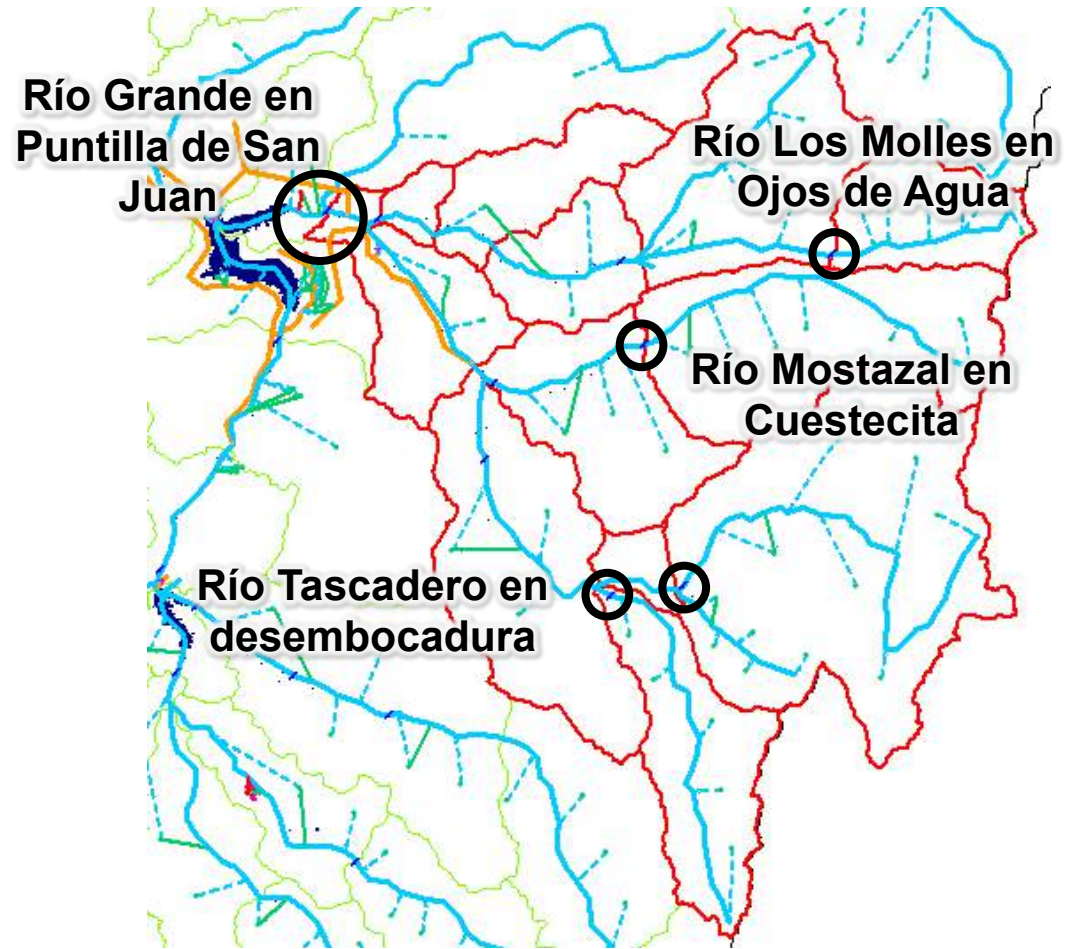 Río Grande en
Puntilla de San
Juan
Río Los Molles en
Ojos de Agua
Río Mostazal en
Cuestecita
Río Tascadero en
desembocadura